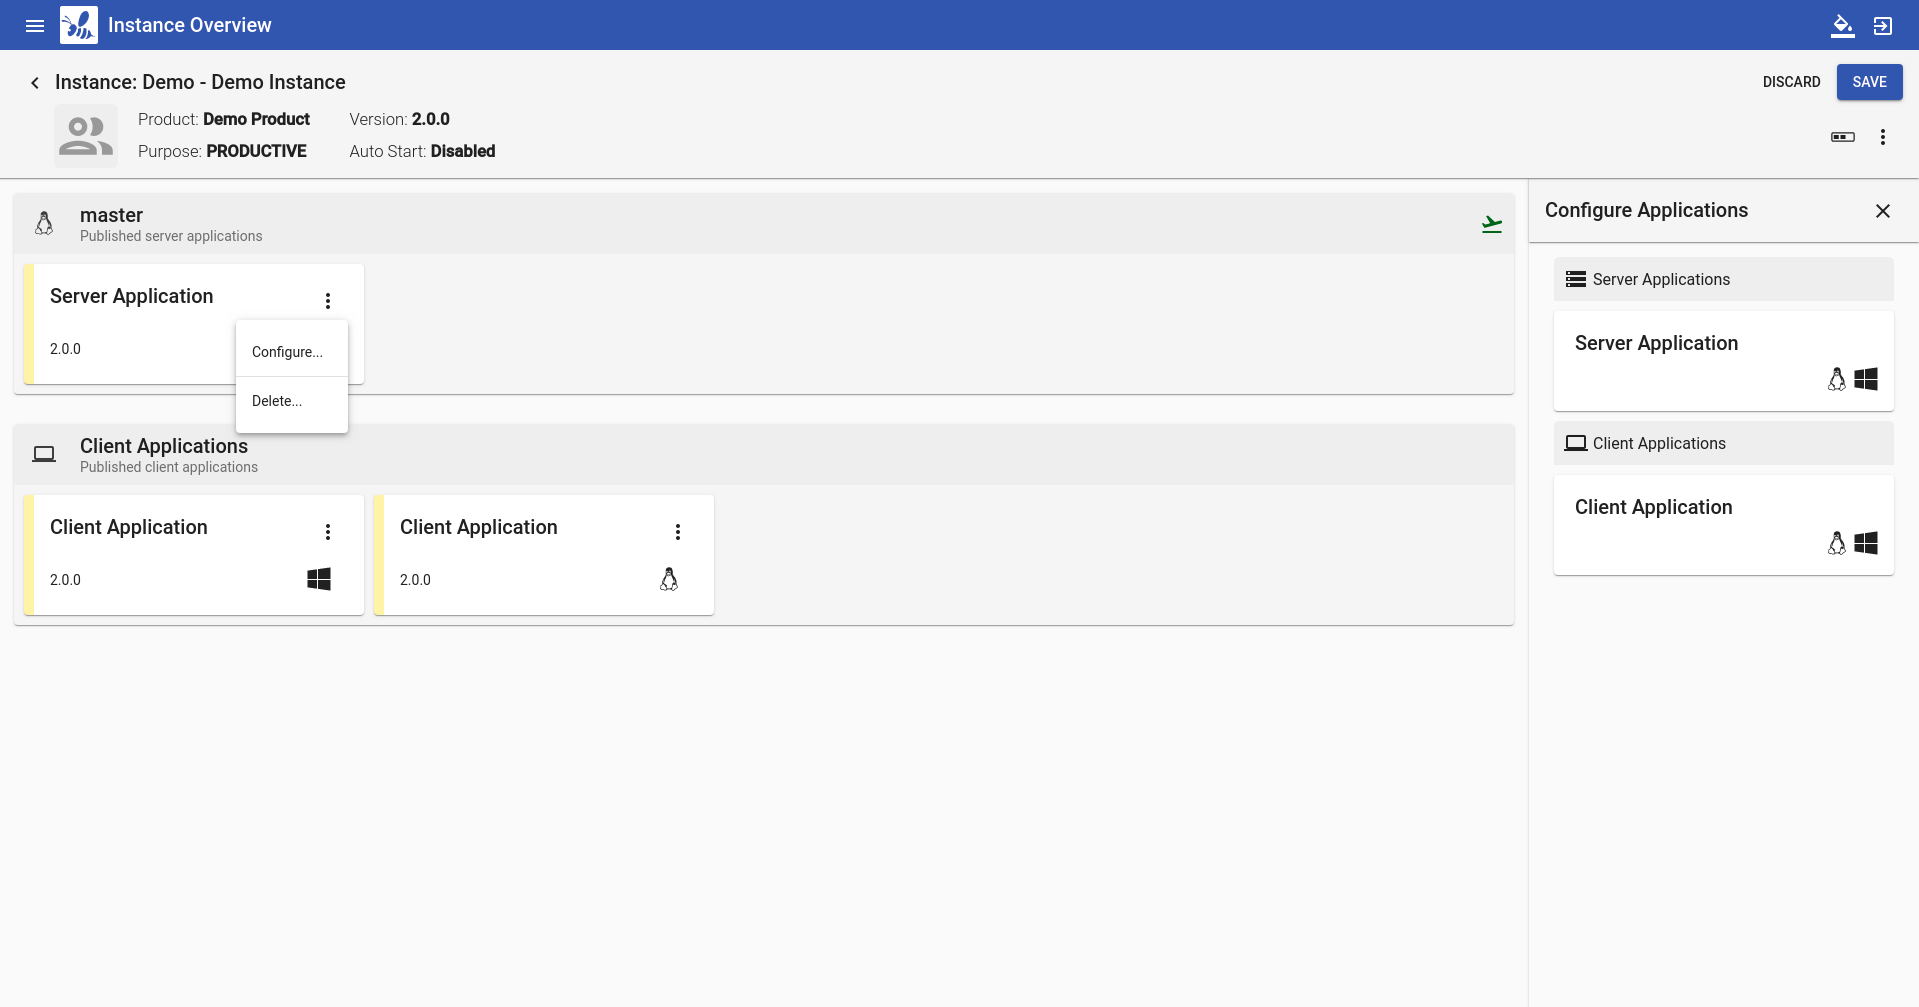 Instance Overview
Instance: Demo - Demo Instance
DISCARD
SAVE
Product: Demo Product
Version: 2.0.0
Purpose: PRODUCTIVE
Auto Start: Disabled
master
Published server applications
Server Application
2.0.0
Configure...
Delete...
Client Applications
Published client applications
Client Application
2.0.0
Client Application
2.0.0
Configure Applications
Server Applications
Server Application
Client Applications
Client Application